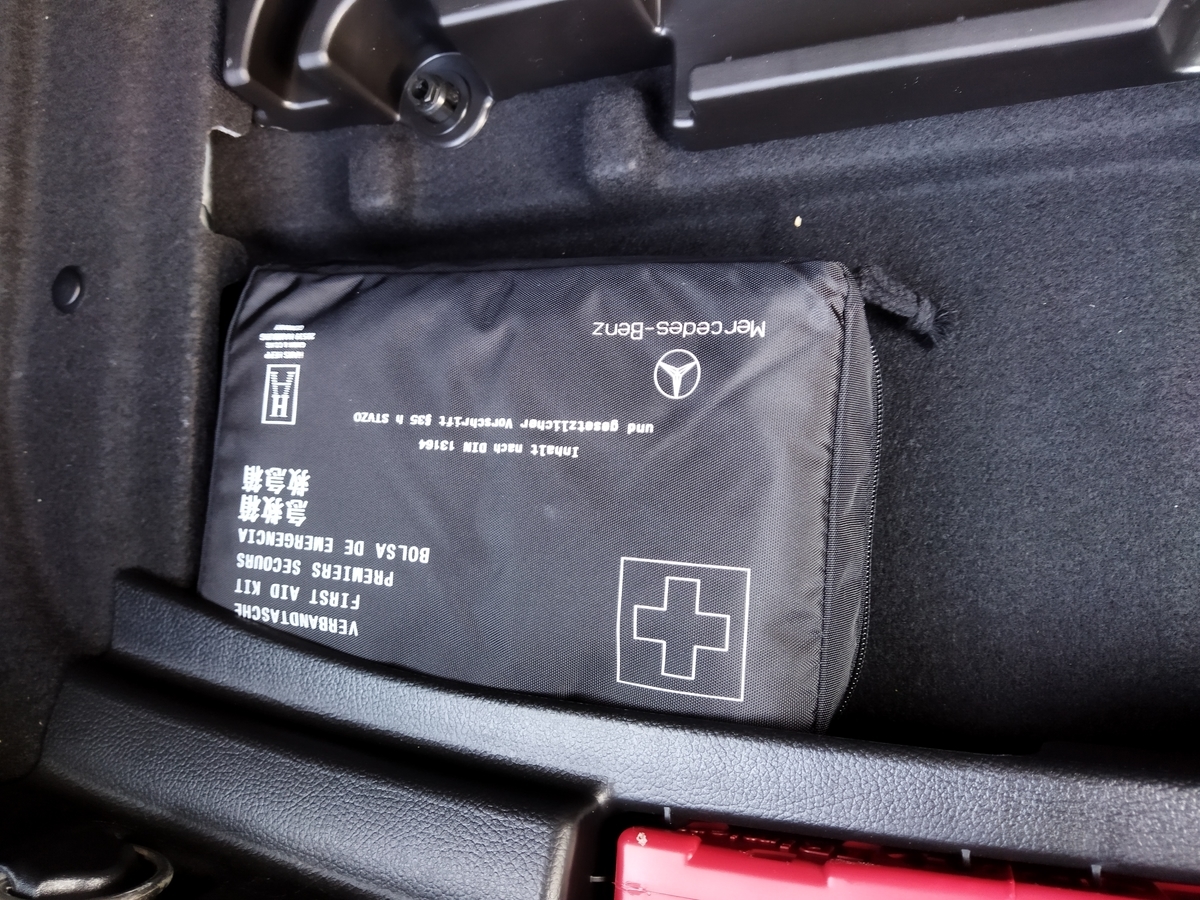 VERBANDTASCHE
FIRST AID KIT
PREMIERS SECOURS
BOLSA DE EMERGENCIA
急救箱
救急箱
Inhalt nach DIN 13164
und gesetzlicher Vorschrift §35 h STVZO
Mercedes-Benz